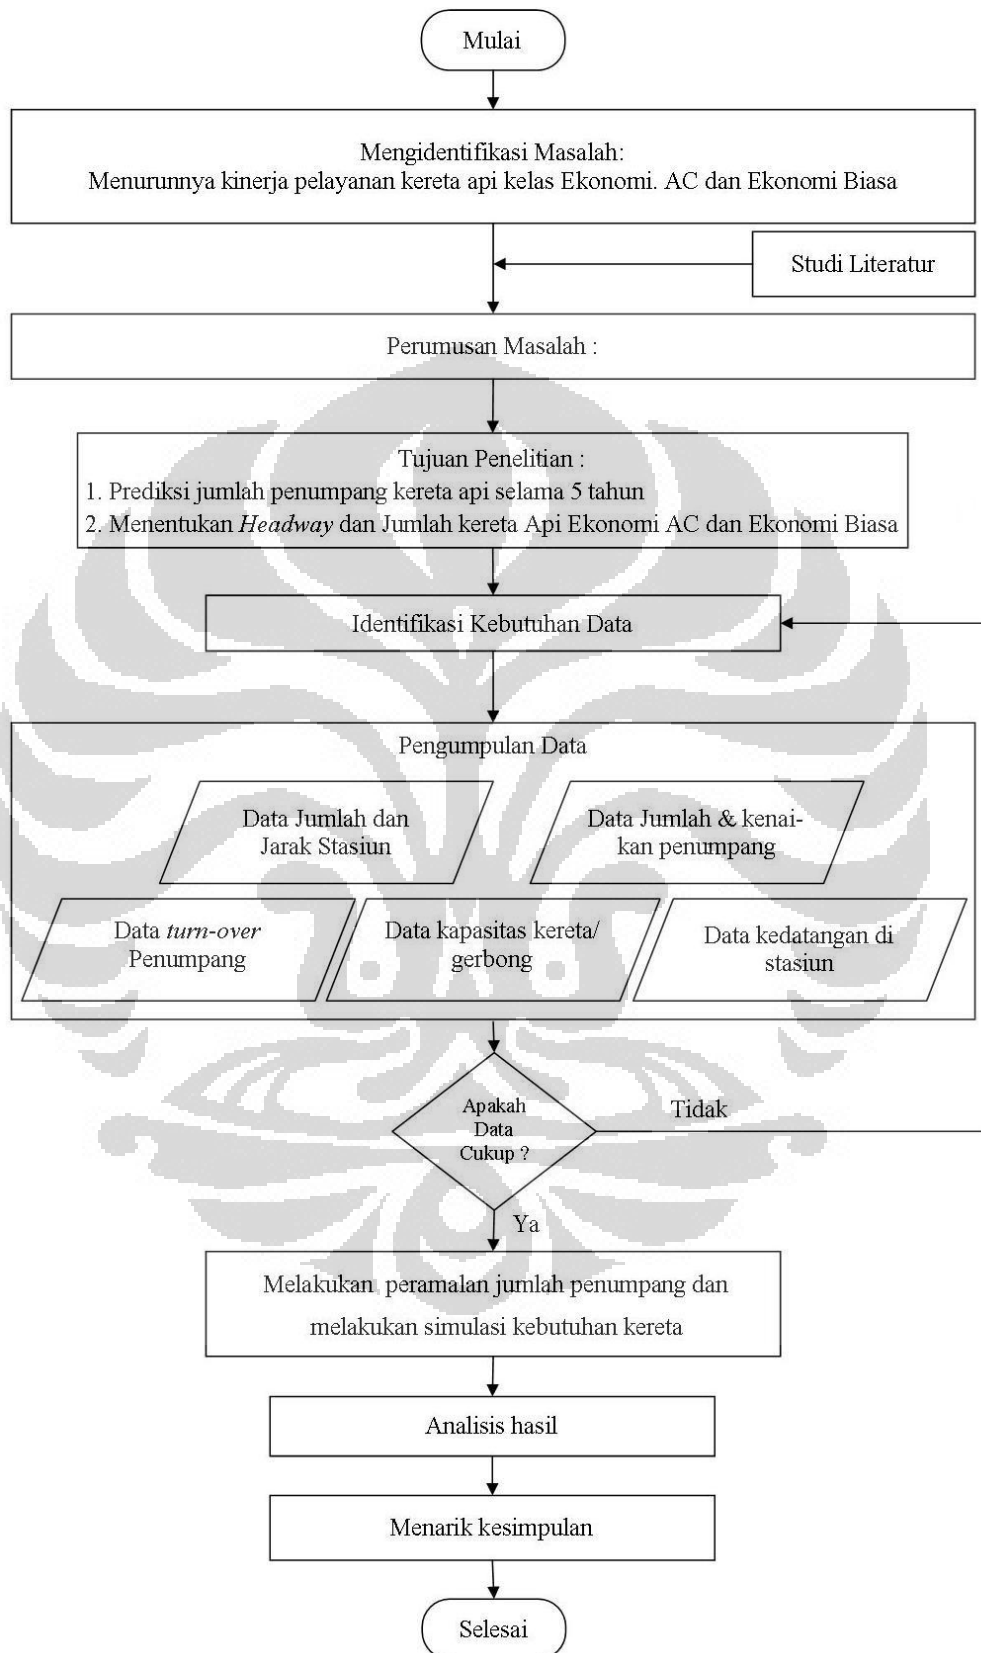 Mulai
Mengidentifikasi Masalah:
Menurunnya kinerja pelayanan kereta api kelas Ekonomi. AC dan Ekonomi Biasa
Studi Literatur
Perumusan Masalah :
Tujuan Penelitian :
1. Prediksi jumlah penumpang kereta api selama 5 tahun
2. Menentukan Headway dan Jumlah kereta Api Ekonomi AC dan Ekonomi Biasa
Identifikasi Kebutuhan Data
Pengumpulan Data
Data Jumlah dan
Jarak Stasiun
Data Jumlah & kenai-
kan penumpang
Data turn-over
Penumpang
Data kapasitas kereta/
gerbong
Data kedatangan di
stasiun
Apakah
Data
Cukup ?
Tidak
Ya
Melakukan peramalan jumlah penumpang dan
melakukan simulasi kebutuhan kereta
Analisis hasil
Menarik kesimpulan
Selesai